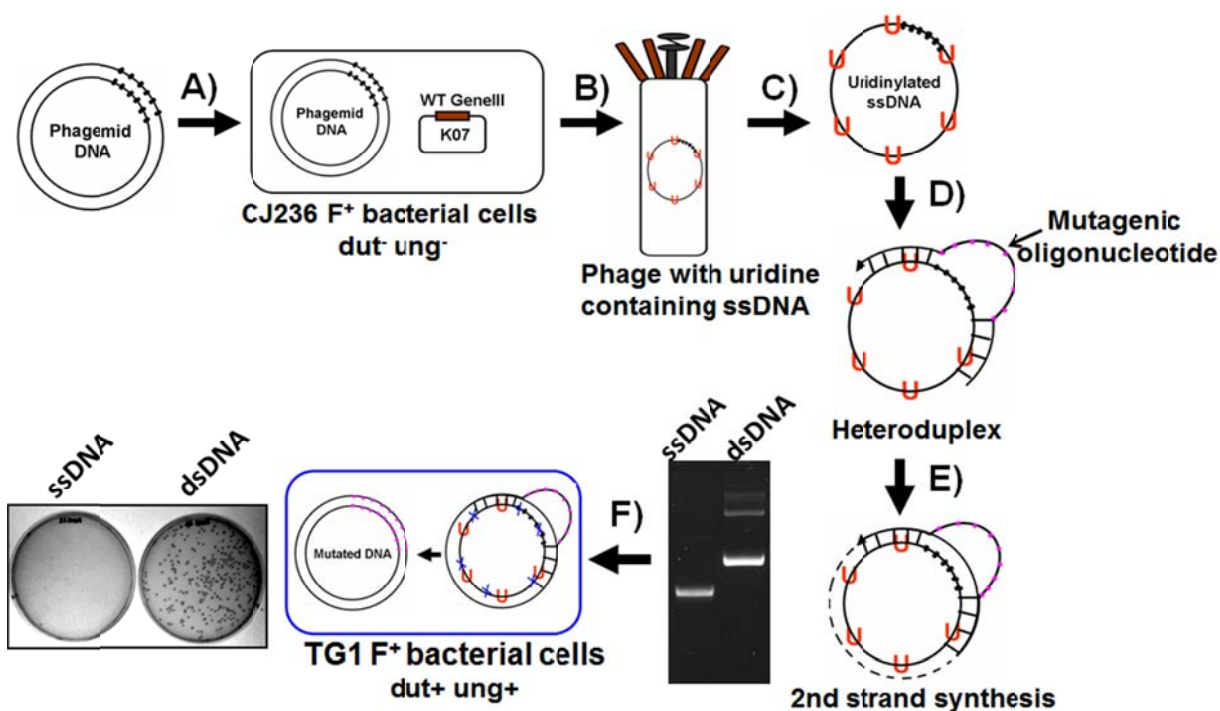 A)
Phagemid
DNA
Phagemid
DNA
WT GeneIII
K07
CJ236 F+ bacterial cells
dut- ung-
B)
U
U
U
U
U
U
Phage with uridine
containing ssDNA
C)
U
U
U
U
U
U
Uridinylated
ssDNA
D)
Mutagenic
oligonucleotide
U
U
U
U
U
Heteroduplex
E)
U
U
U
U
U
2nd strand synthesis
ssDNA
dsDNA
F)
Mutated DNA
U
U
U
U
U
TG1 F+ bacterial cells
dut+ ung+
ssDNA
dsDNA